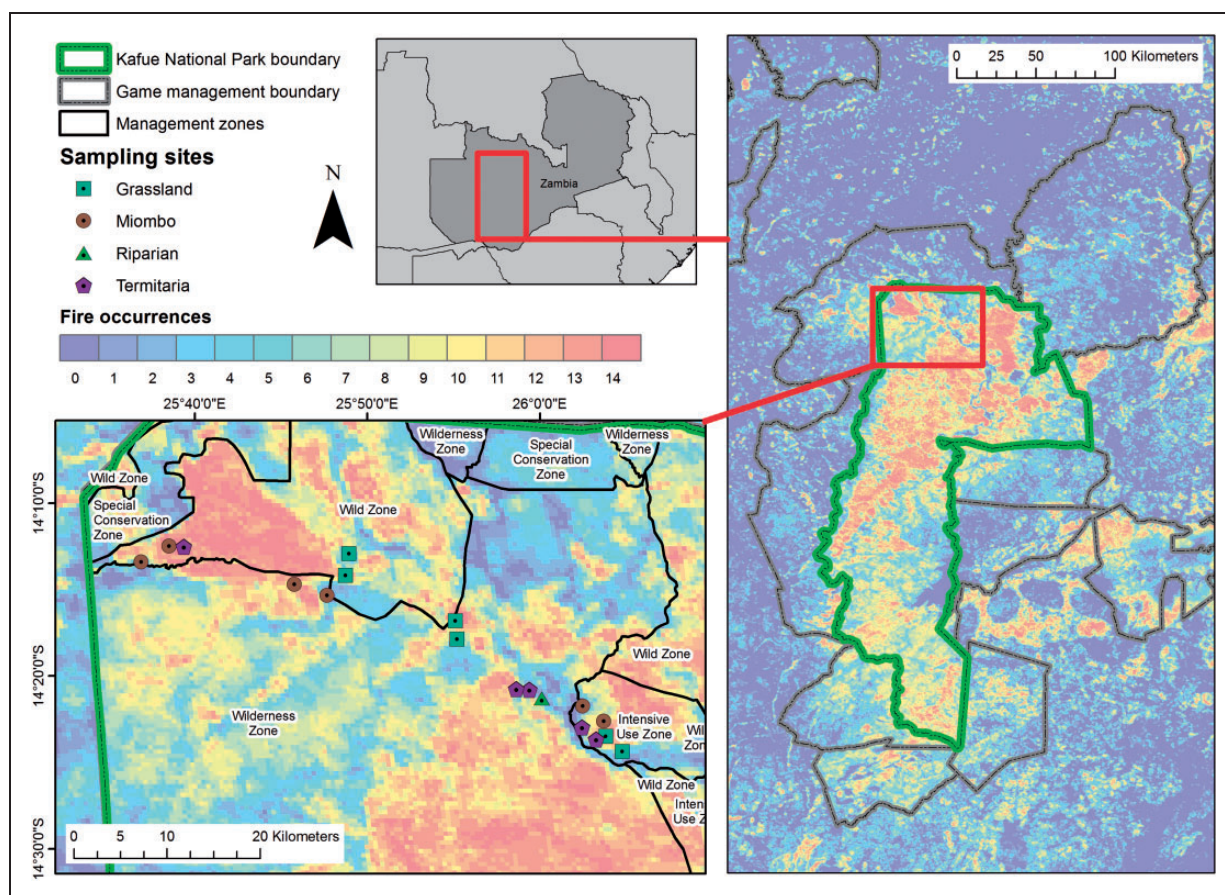 Kafue National Park boundary
Game management boundary
Management zones
Sampling sites
Grassland
Miombo
Riparian
Termitaria
Fire occurrences
0 1 2 3 4 5 6 7 8 9 10 11 12 13 14
N
Zambia
0 25 50 100 Kilometers
25°40'0"E 25°50'0"E 26°0'0"E
14°10'0"S
14°20'0"S
14°30'0"S
Wild Zone
Special
Conservation
Zone
Wild Zone
Wilderness
Zone
Special
Conservation
Zone
Wilderness
Zone
Wilderness
Zone
Wild Zone
Intensive
Use Zone
Wil
Zon
Wild Zone
Inten
Use Z
0 5 10 20 Kilometers